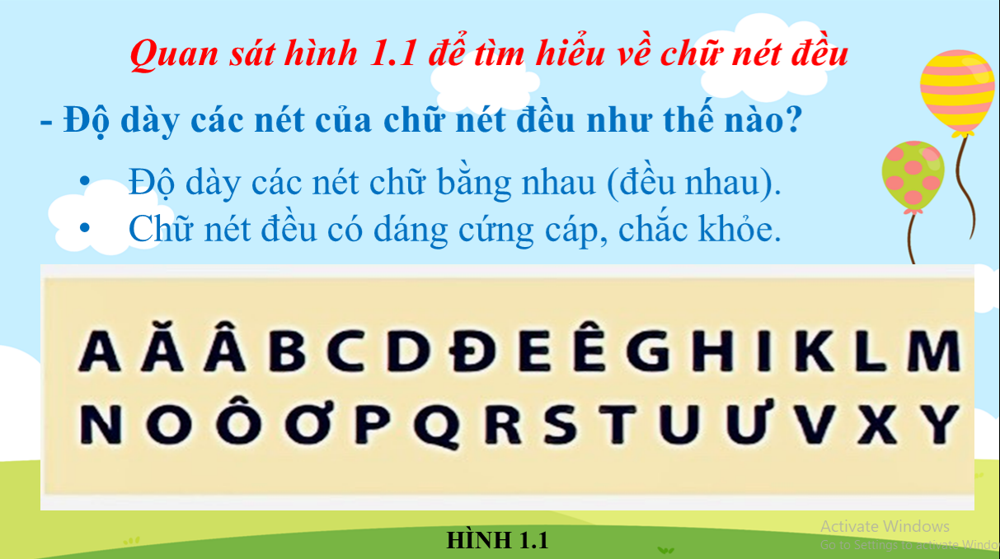 Quan sát hình 1.1 để tìm hiểu về chữ nét đều
- Độ dày các nét của chữ nét đều như thế nào?
• Độ dày các nét chữ bằng nhau (đều nhau).
• Chữ nét đều có dáng cứng cáp, chắc khỏe.
A Ă Â B C D Đ E Ê G H I K L M
N O Ô Ơ P Q R S T U Ư V X Y
HÌNH 1.1
Activate Windows
Go to Settings to activate Windo